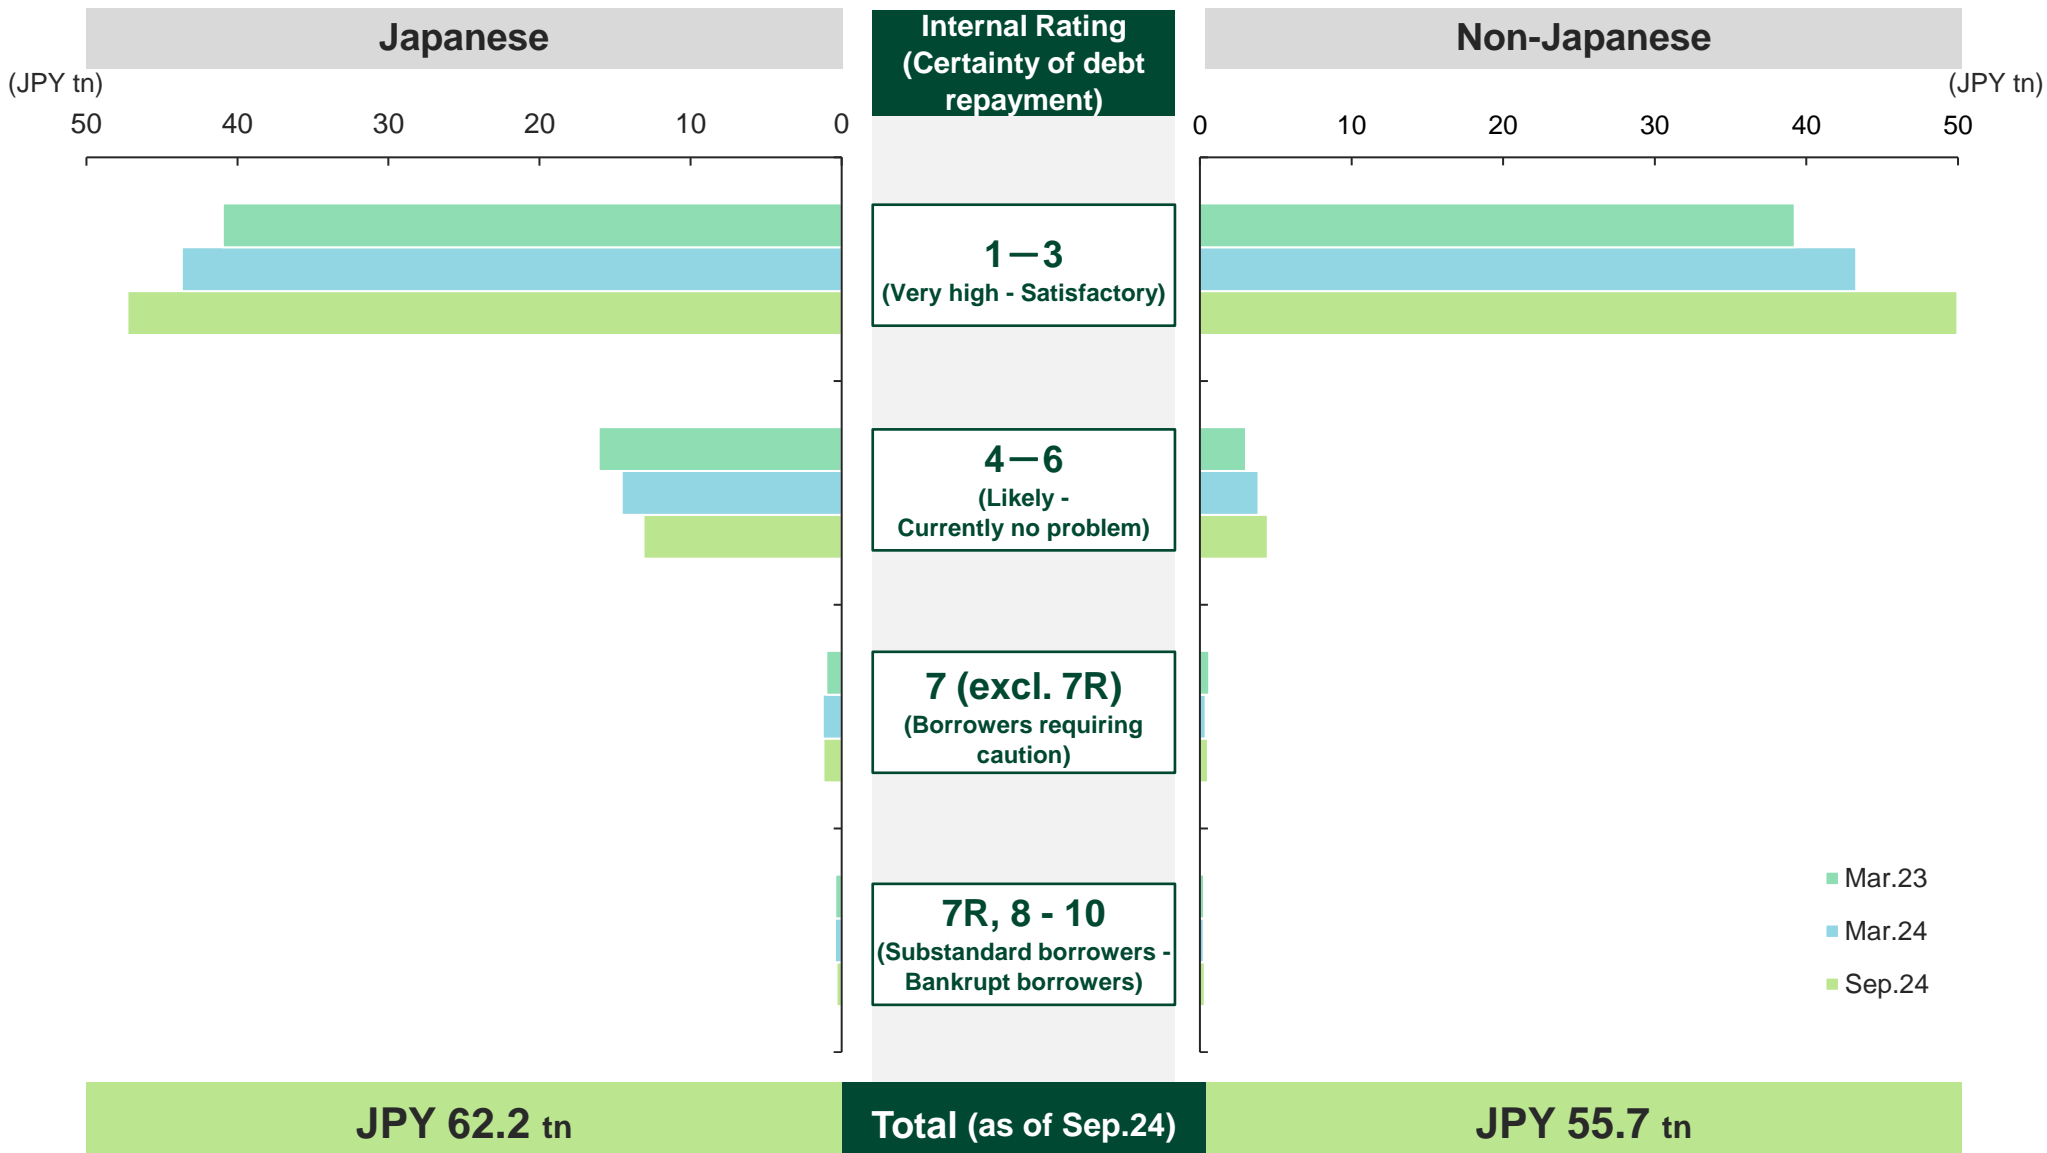 Japanese
Internal Rating
(Certainty of debt
repayment)
Non-Japanese
(JPY tn)
(JPY tn)
50 40 30 20 10 0
0 10 20 30 40 50
1—3
(Very high - Satisfactory)
4—6
(Likely -
Currently no problem)
7 (excl. 7R)
(Borrowers requiring
caution)
7R, 8 - 10
(Substandard borrowers -
Bankrupt borrowers)
Mar.23
Mar.24
Sep.24
JPY 62.2 tn
Total (as of Sep.24)
JPY 55.7 tn